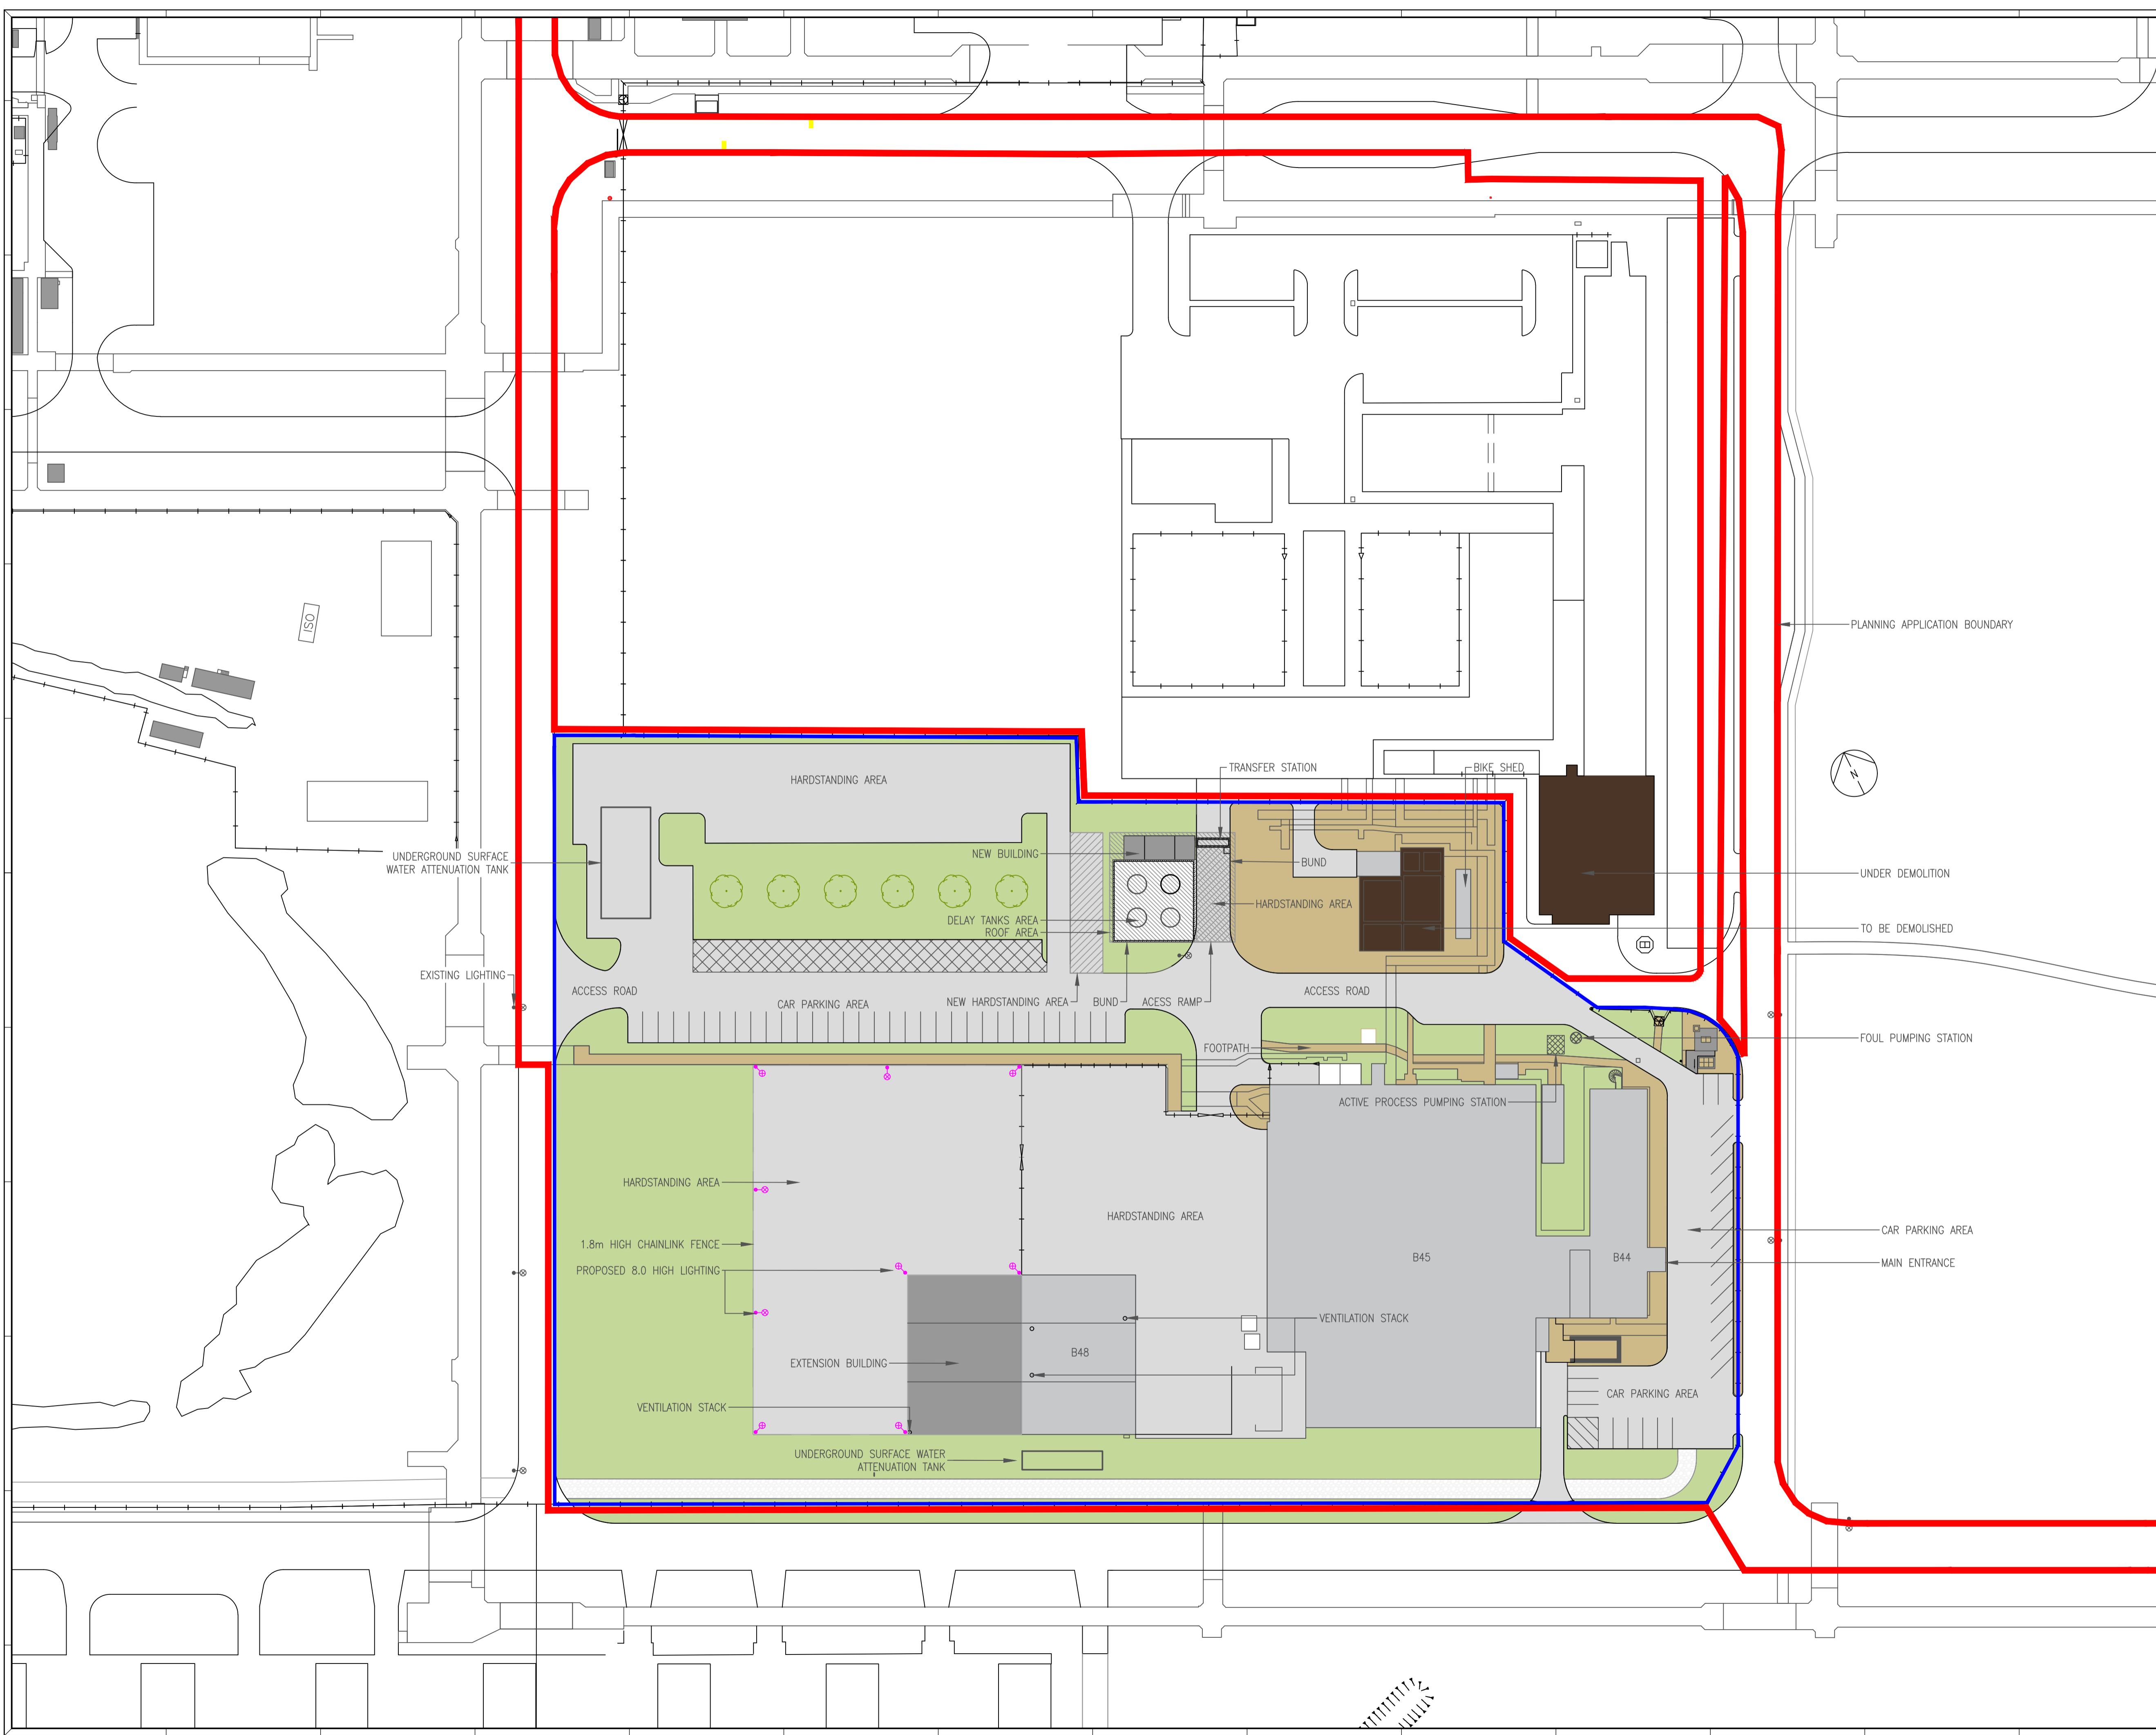 ISO
PLANNING APPLICATION BOUNDARY
HARDSTANDING AREA
TRANSFER STATION
BIKE SHED
N
UNDERGROUND SURFACE
WATER ATTENUATION TANK
NEW BUILDING
BUND
UNDER DEMOLITION
HARDSTANDING AREA
DELAY TANKS AREA
ROOF AREA
TO BE DEMOLISHED
EXISTING LIGHTING
ACCESS ROAD
CAR PARKING AREA
NEW HARDSTANDING AREA
BUND
ACESS RAMP
ACCESS ROAD
FOOTPATH
FOUL PUMPING STATION
ACTIVE PROCESS PUMPING STATION
HARDSTANDING AREA
HARDSTANDING AREA
CAR PARKING AREA
1.8m HIGH CHAINLINK FENCE
B45
B44
MAIN ENTRANCE
PROPOSED 8.0 HIGH LIGHTING
VENTILATION STACK
B48
EXTENSION BUILDING
CAR PARKING AREA
VENTILATION STACK
UNDERGROUND SURFACE WATER
ATTENUATION TANK